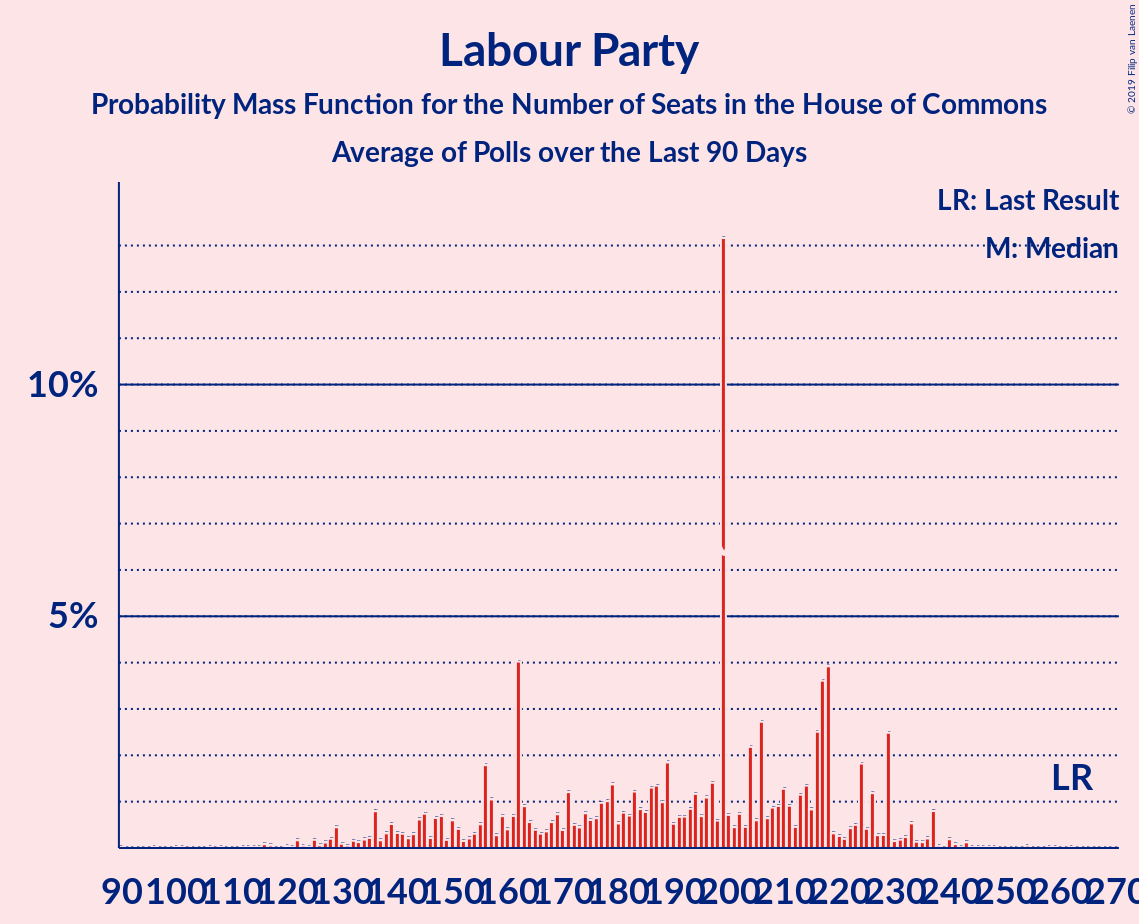 Labour Party
Probability Mass Function for the Number of Seats in the House of Commons
Average of Polls over the Last 90 Days
© 2019 Filip van Laenen
LR: Last Result
M: Median
10%
5%
LR
90 100 110 120 130 140 150 160 170 180 190 200 210 220 230 240 250 260 270